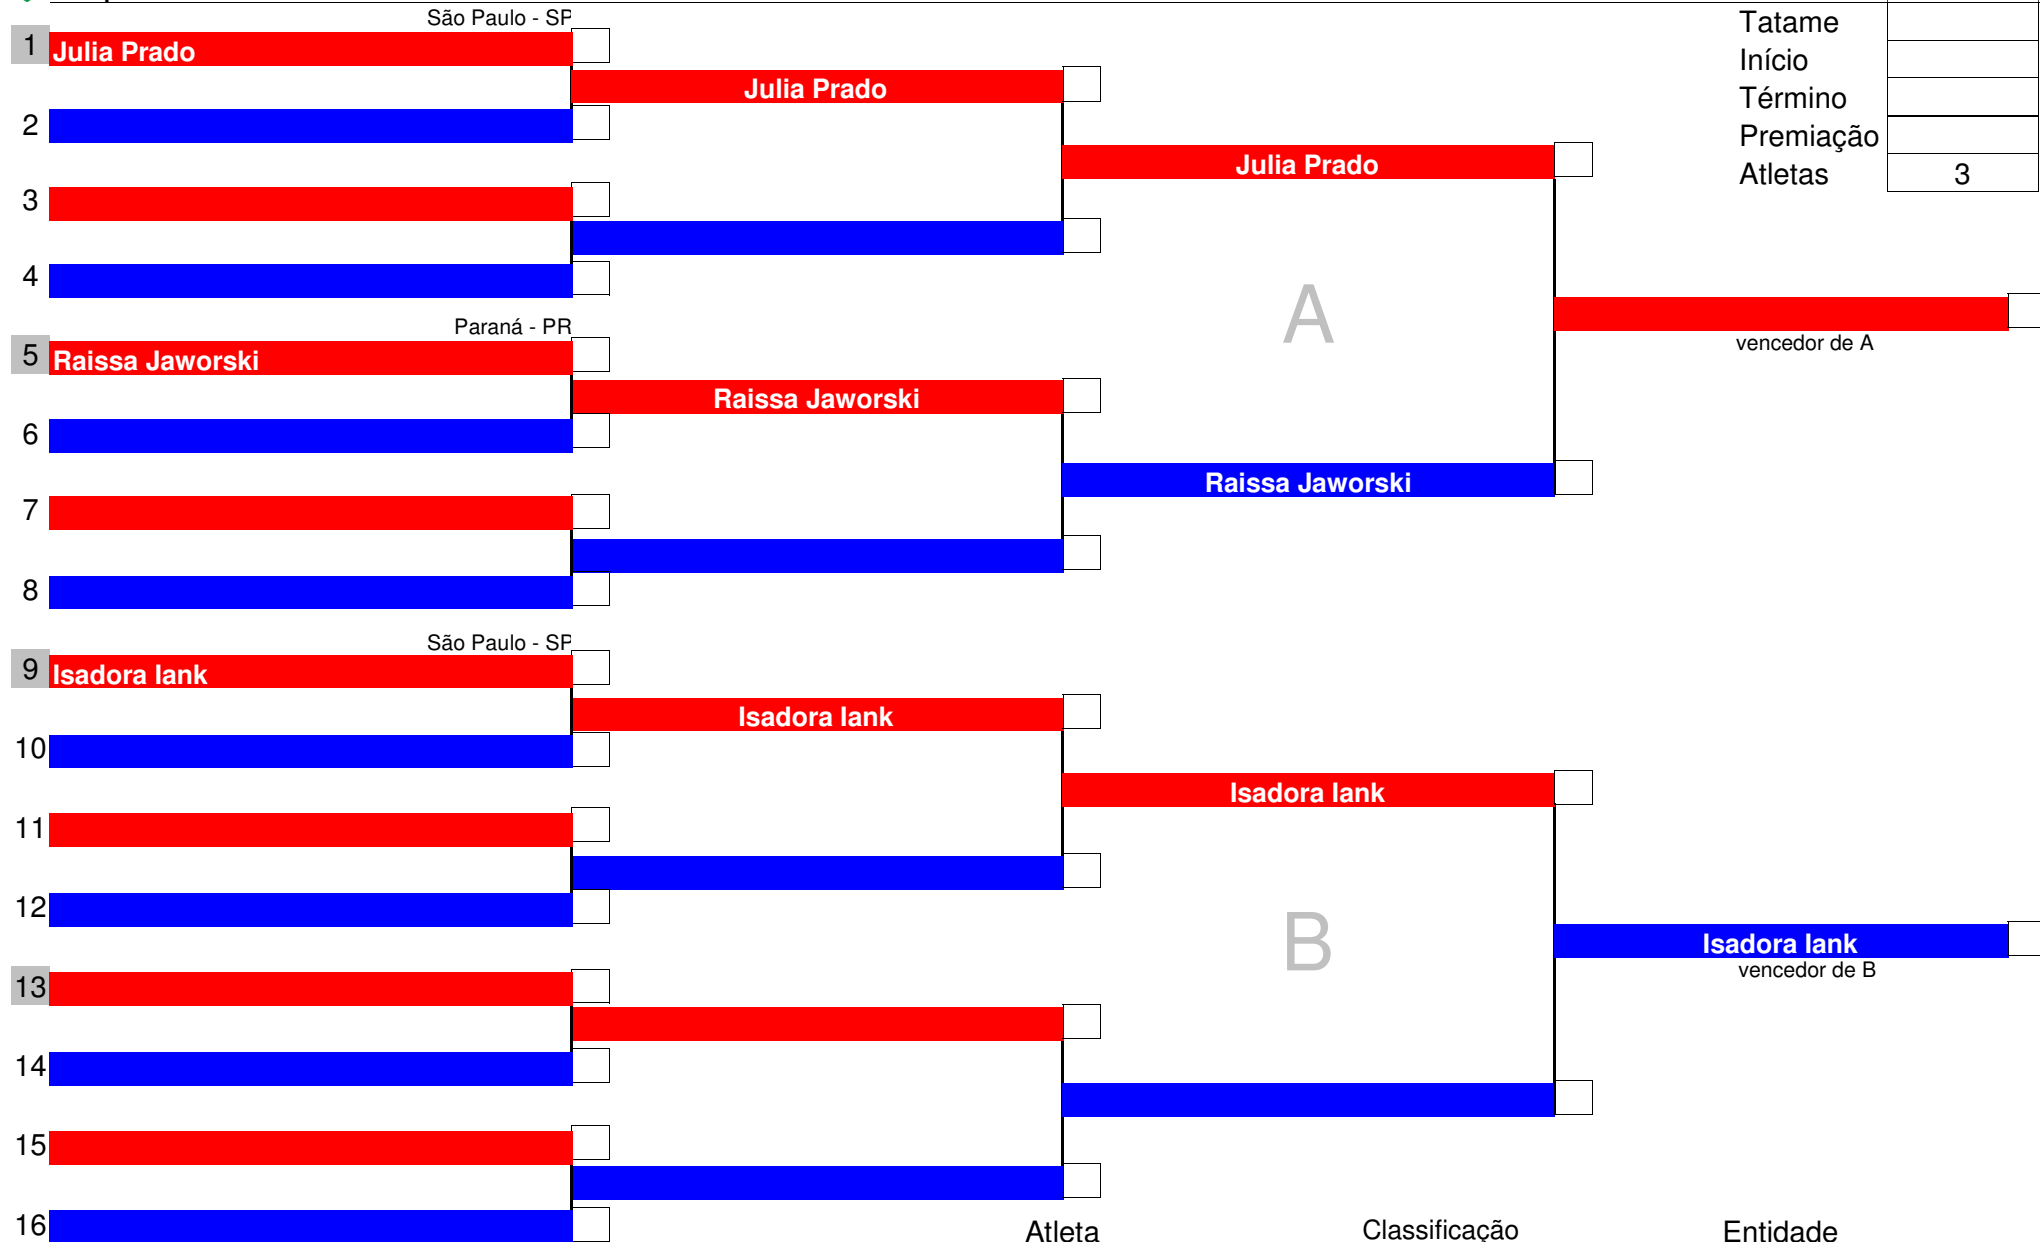 São Paulo - SP
Tatame
1 Julia Prado
Início
Julia Prado
Término
2
Premiação
Julia Prado
Atletas 3
3
4
A
Paraná - PR
vencedor de A
5 Raissa Jaworski
Raissa Jaworski
6
Raissa Jaworski
7
8
São Paulo - SP
9 Isadora Iank
Isadora Iank
10
Isadora Iank
11
12
B
Isadora Iank
vencedor de B
13
14
15
16
Atleta Classificação Entidade